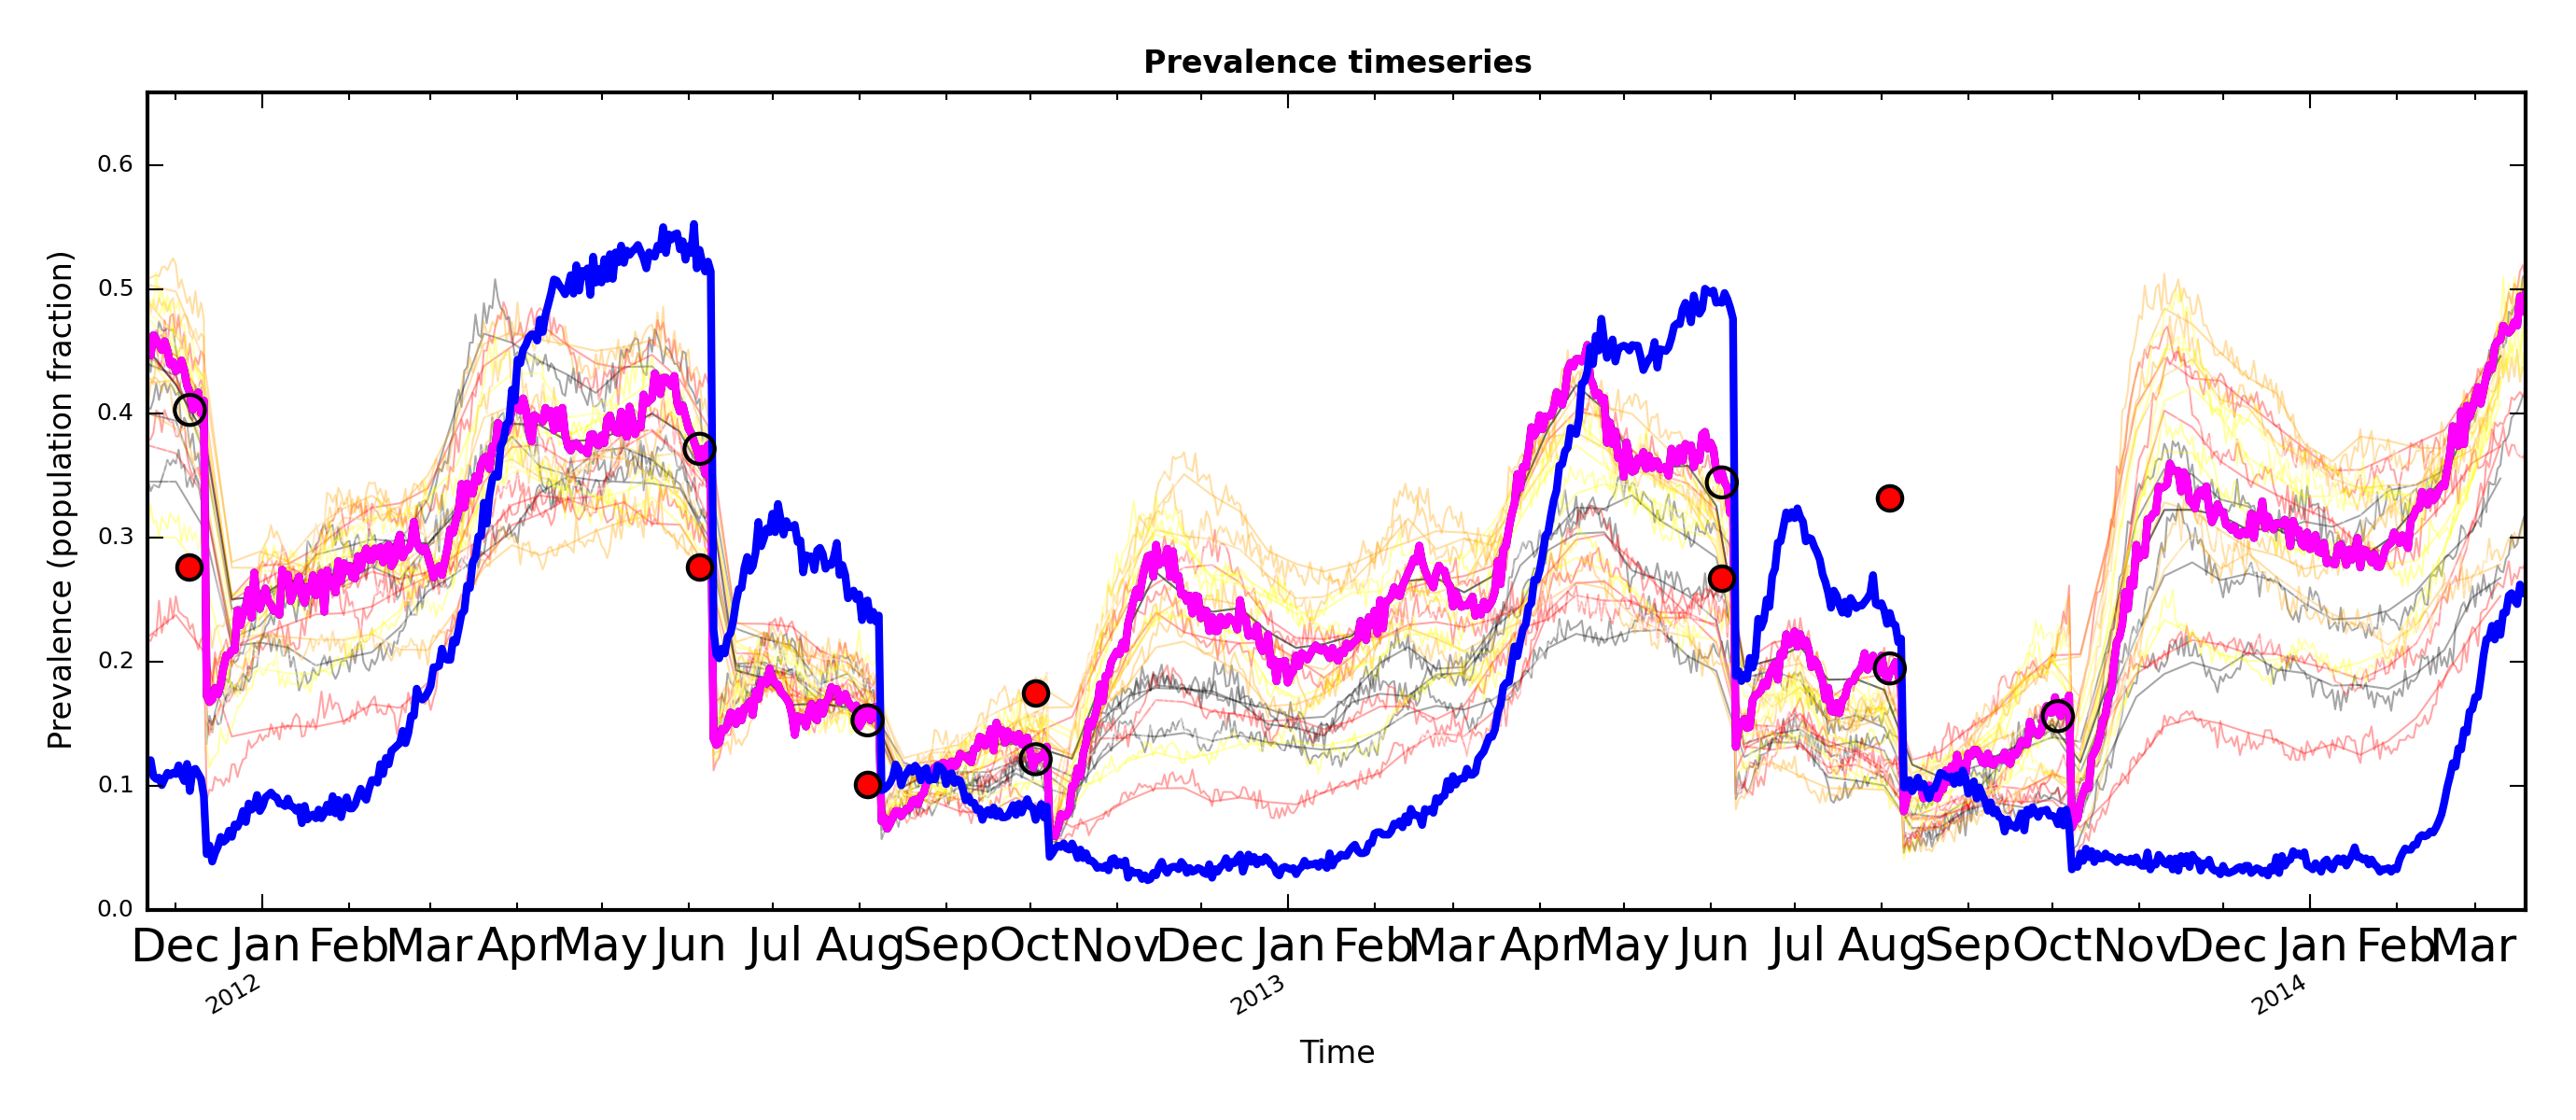 Prevalence timeseries
Prevalence (population fraction)
0.6
0.5
0.4
0.3
0.2
0.1
0.0
Dec Jan Feb Mar Apr May Jun Jul Aug Sep Oct Nov Dec Jan Feb Mar Apr May Jun Jul Aug Sep Oct Nov Dec Jan Feb Mar
2012 2013 2014
Time